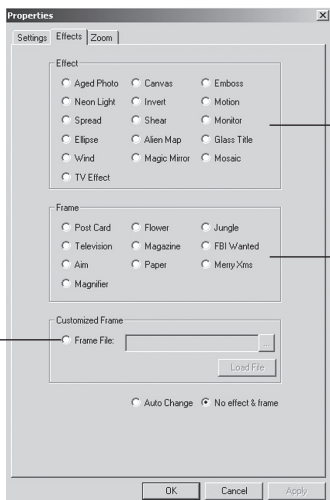 Properties
Settings Effects Zoom
Effect
Aged Photo Canvas Emboss
Neon Light Invert Motion
Spread Shear Monitor
Ellipse Alien Map Glass Title
Wind Magic Mirror Mosaic
TV Effect
Frame
Post Card Flower Jungle
Television Magazine FBI Wanted
Aim Paper Merry Xms
Magnifier
Customized Frame
Frame File: ...
Load File
Auto Change No effect & frame
OK Cancel Apply